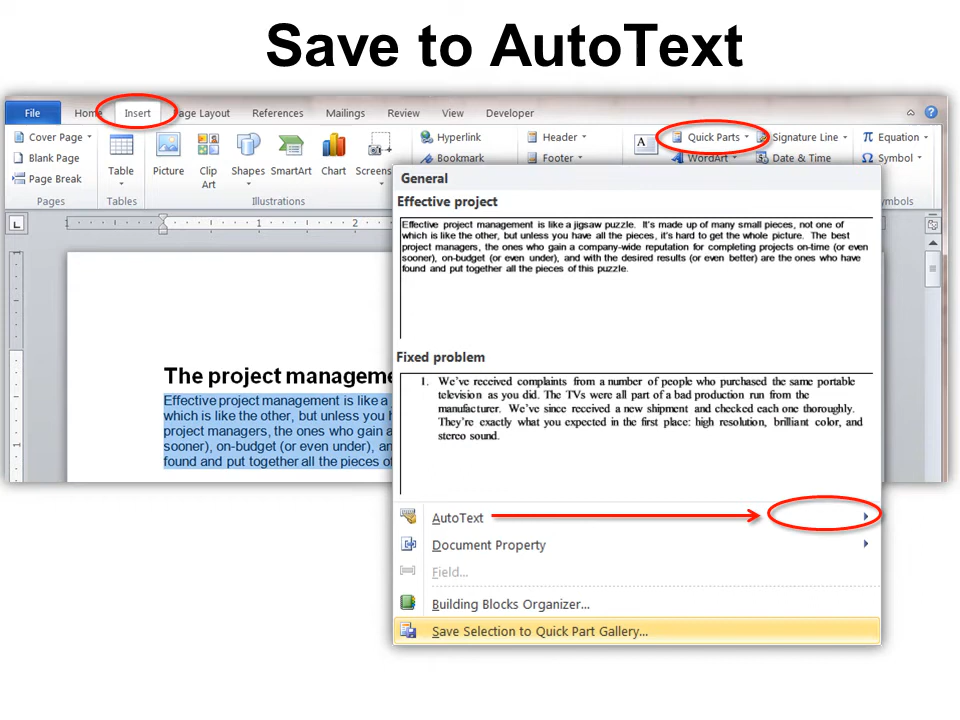 Save to AutoText
File Home Insert Page Layout References Mailings Review View Developer
Cover Page Hyperlink Header A Quick Parts Signature Line π Equation
Blank Page Table Picture Clip Art Shapes SmartArt Chart Bookmark Footer WordArt Date & Time Ω Symbol
Page Break
Pages Tables Illustrations
L 1 2
General
Effective project
Effective project management is like a jigsaw puzzle. It's made up of many small pieces, not one of
which is like the other, but unless you have all the pieces, it's hard to get the whole picture. The best
project managers, the ones who gain a company-wide reputation for completing projects on-time (or even
sooner), on-budget (or even under), and with the desired results (or even better) are the ones who have
found and put together all the pieces of this puzzle.
Fixed problem
1. We've received complaints from a number of people who purchased the same portable
television as you did. The TVs were all part of a bad production run from the
manufacturer. We've since received a new shipment and checked each one thoroughly.
They're exactly what you expected in the first place: high resolution, brilliant color, and
stereo sound.
The project manageme
Effective project management is like a
which is like the other, but unless you
project managers, the ones who gain a
sooner), on-budget (or even under), an
found and put together all the pieces of
AutoText
Document Property
Field...
Building Blocks Organizer...
Save Selection to Quick Part Gallery...